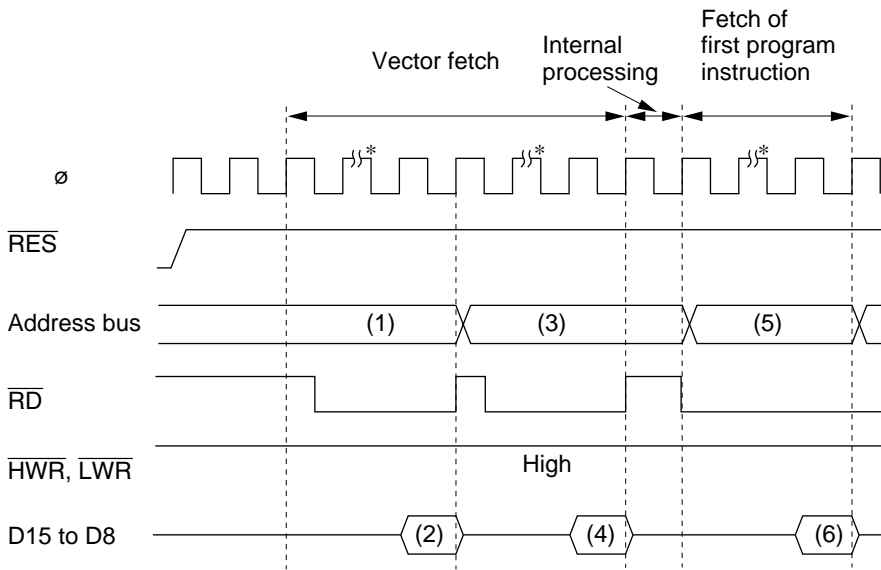 Vector fetch
Internal
processing
Fetch of
first program
instruction
ø
* * *
RES
Address bus (1) (3) (5)
RD
HWR, LWR High
D15 to D8 (2) (4) (6)